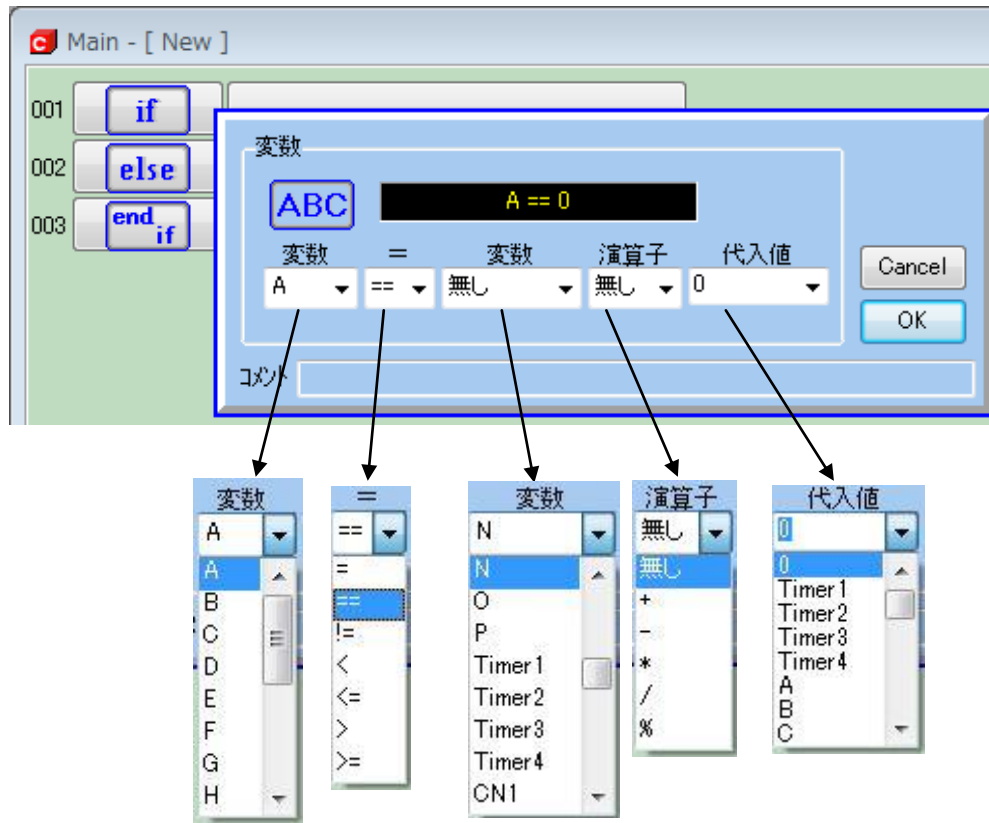 C Main - [ New ]
001 if
002 else
003 end if
変数
ABC A == 0
変数 = 変数 演算子 代入値
A == 無し 無し 0
Cancel
OK
コメント
変数
A
A
B
C
D
E
F
G
H
=
==
=
==
!=
<
<=
>
>=
変数
N
N
O
P
Timer1
Timer2
Timer3
Timer4
CN1
演算子
無し
無し
+
-
*
/
%
代入値
0
0
Timer1
Timer2
Timer3
Timer4
A
B
C